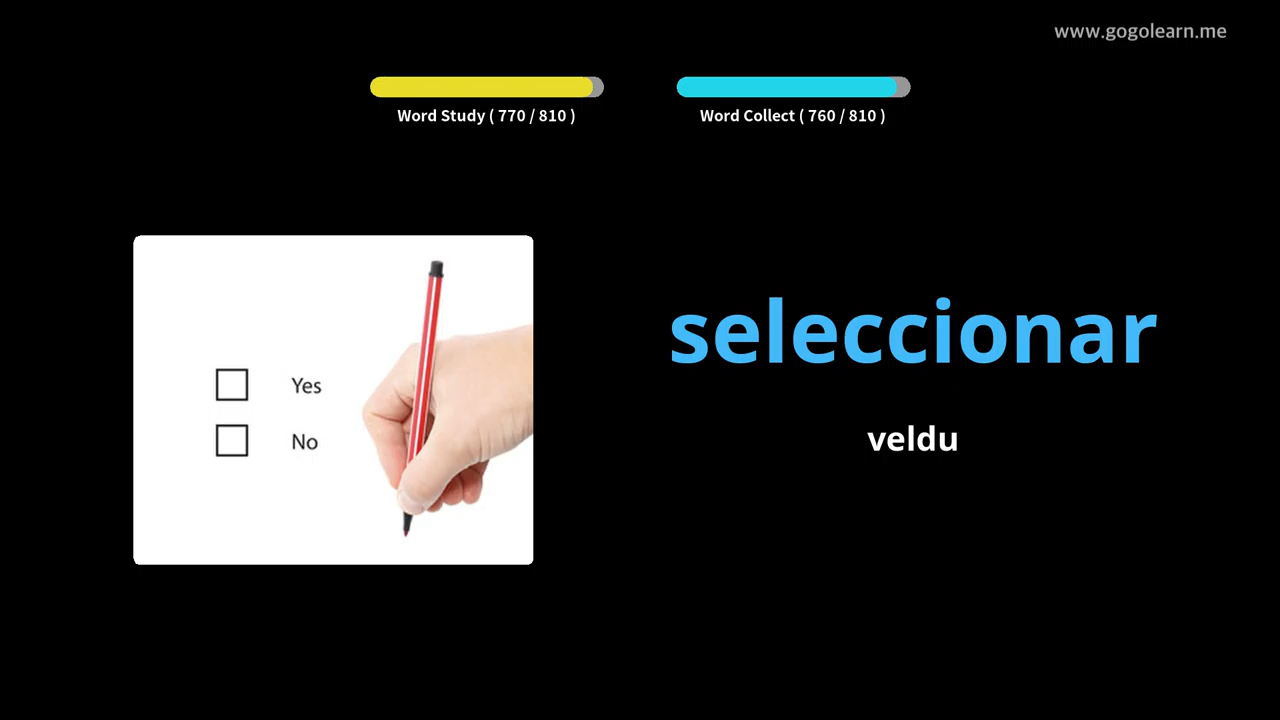 www.gogolearn.me
Word Study ( 770 / 810 )
Word Collect ( 760 / 810 )
Yes
No
seleccionar
veldu